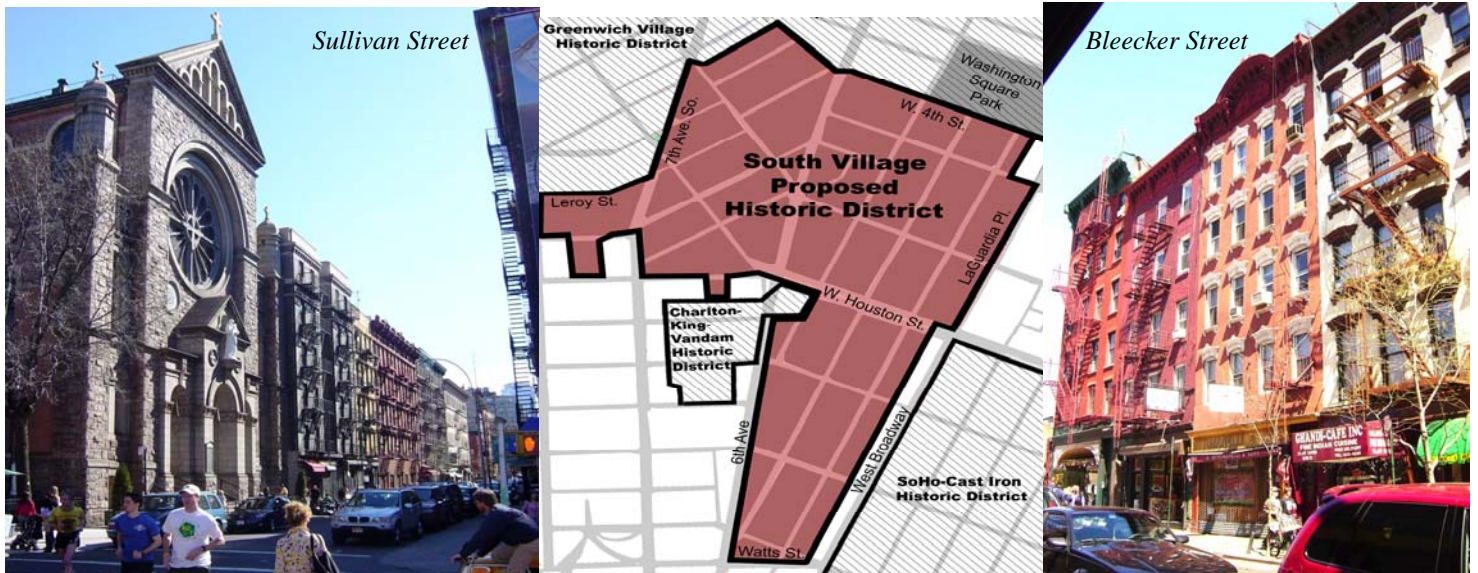 Sullivan Street
Greenwich Village
Historic District
Washington
Square
Park
W. 4th St.
7th Ave. So.
South Village
Proposed
Historic District
Leroy St.
LaGuardia Pl.
W. Houston St.
Charlton-
King-
Vandam
Historic
District
6th Ave
West Broadway
SoHo-Cast Iron
Historic District
Watts St.
Bleecker Street
GHANDI-CAFE INC
FINE INDIAN CUISINE